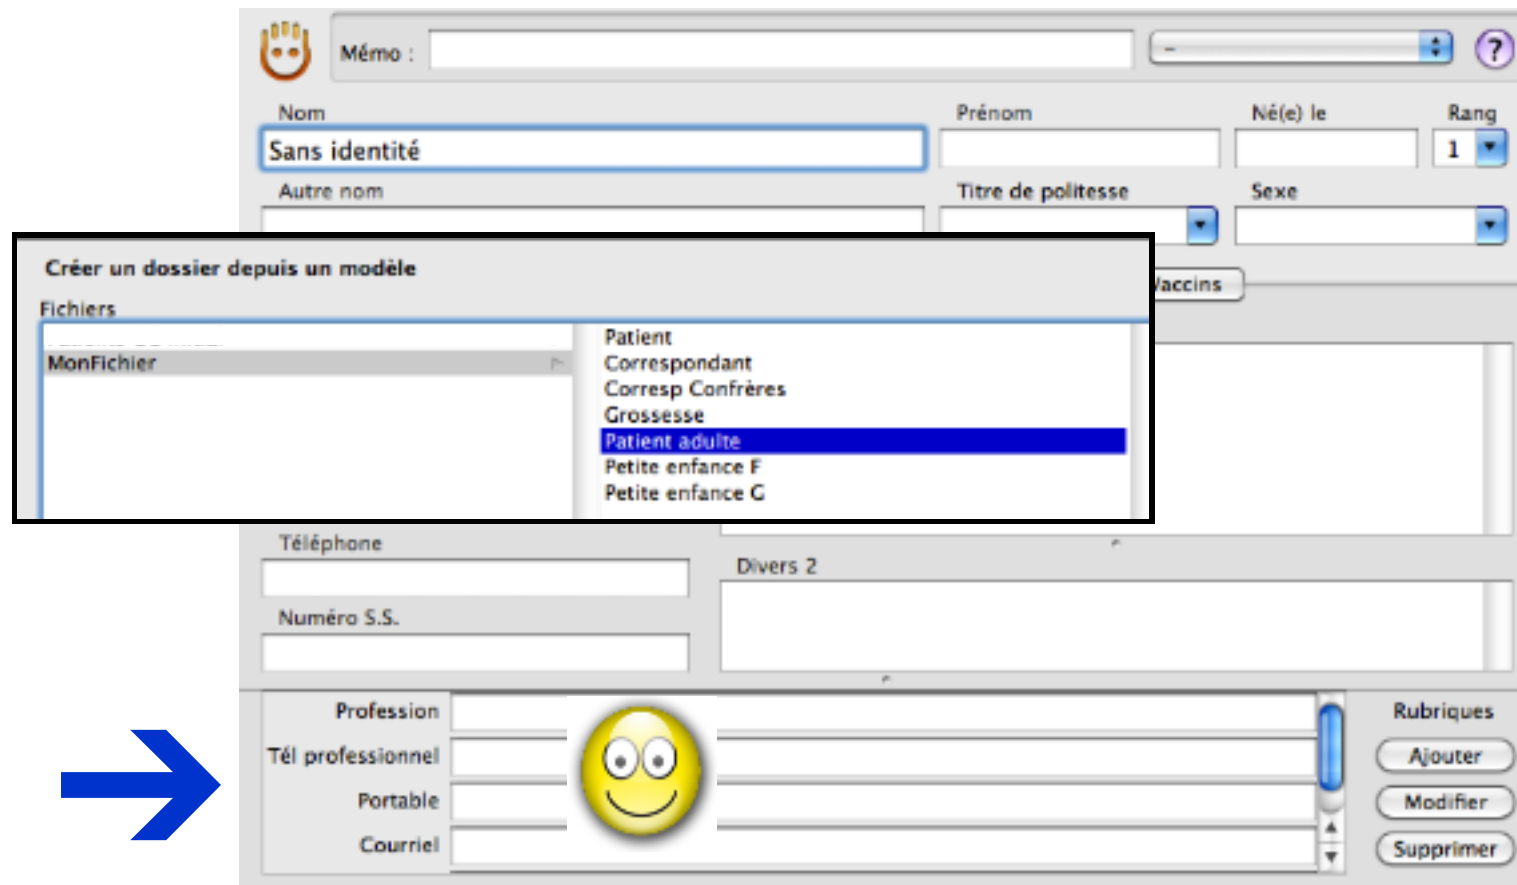 Mémo :
-
?
Nom
Prénom
Né(e) le
Rang
Sans identité
1
Autre nom
Titre de politesse
Sexe
Créer un dossier depuis un modèle
Vaccins
Fichiers
Patient
MonFichier
Correspondant
Corresp Confrères
Grossesse
Patient adulte
Petite enfance F
Petite enfance G
Téléphone
Divers 2
Numéro S.S.
Profession
Rubriques
Tél professionnel
Ajouter
Portable
Modifier
Courriel
Supprimer